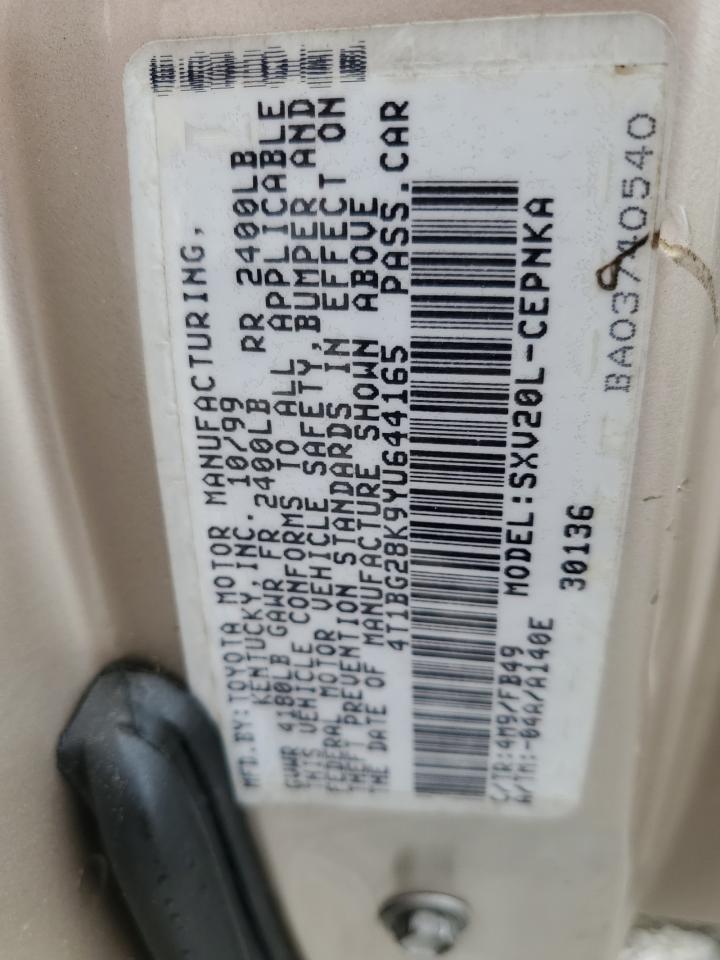 MFD.BY:TOYOTA MOTOR MANUFACTURING,
KENTUCKY,INC. 10/99
GVWR 4180LB GAWR FR 2400LB RR 2400LB
THIS VEHICLE CONFORMS TO ALL APPLICABLE
FEDERAL MOTOR VEHICLE SAFETY,BUMPER AND
THEFT PREVENTION STANDARDS IN EFFECT ON
THE DATE OF MANUFACTURE SHOWN ABOVE
4T1BG28K9YU644165 PASS.CAR
MODEL:SXV20L-CEPNKA
C/TR:4M9/FB49
A/TM:-04A/A140E 30136
BA03740540